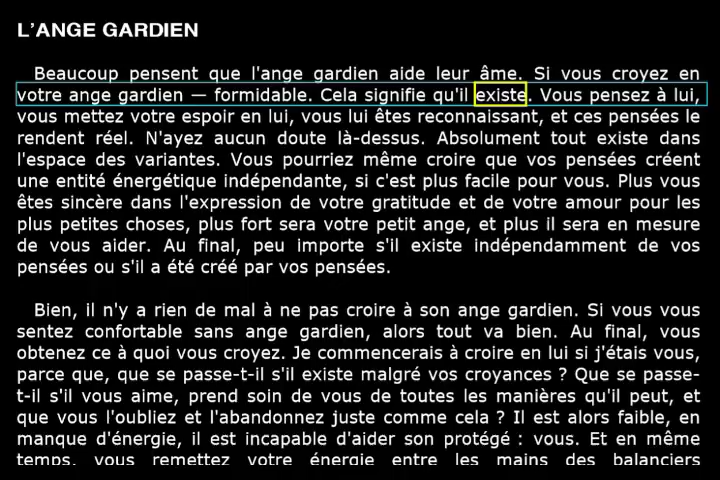 L'ANGE GARDIEN
Beaucoup pensent que l'ange gardien aide leur âme. Si vous croyez en
votre ange gardien — formidable. Cela signifie qu'il existe. Vous pensez à lui,
vous mettez votre espoir en lui, vous lui êtes reconnaissant, et ces pensées le
rendent réel. N'ayez aucun doute là-dessus. Absolument tout existe dans
l'espace des variantes. Vous pourriez même croire que vos pensées créent
une entité énergétique indépendante, si c'est plus facile pour vous. Plus vous
êtes sincère dans l'expression de votre gratitude et de votre amour pour les
plus petites choses, plus fort sera votre petit ange, et plus il sera en mesure
de vous aider. Au final, peu importe s'il existe indépendamment de vos
pensées ou s'il a été créé par vos pensées.
Bien, il n'y a rien de mal à ne pas croire à son ange gardien. Si vous vous
sentez confortable sans ange gardien, alors tout va bien. Au final, vous
obtenez ce à quoi vous croyez. Je commencerais à croire en lui si j'étais vous,
parce que, que se passe-t-il s'il existe malgré vos croyances ? Que se passe-
t-il s'il vous aime, prend soin de vous de toutes les manières qu'il peut, et
que vous l'oubliez et l'abandonnez juste comme cela ? Il est alors faible, en
manque d'énergie, il est incapable d'aider son protégé : vous. Et en même
temps, vous remettez votre énergie entre les mains des balanciers